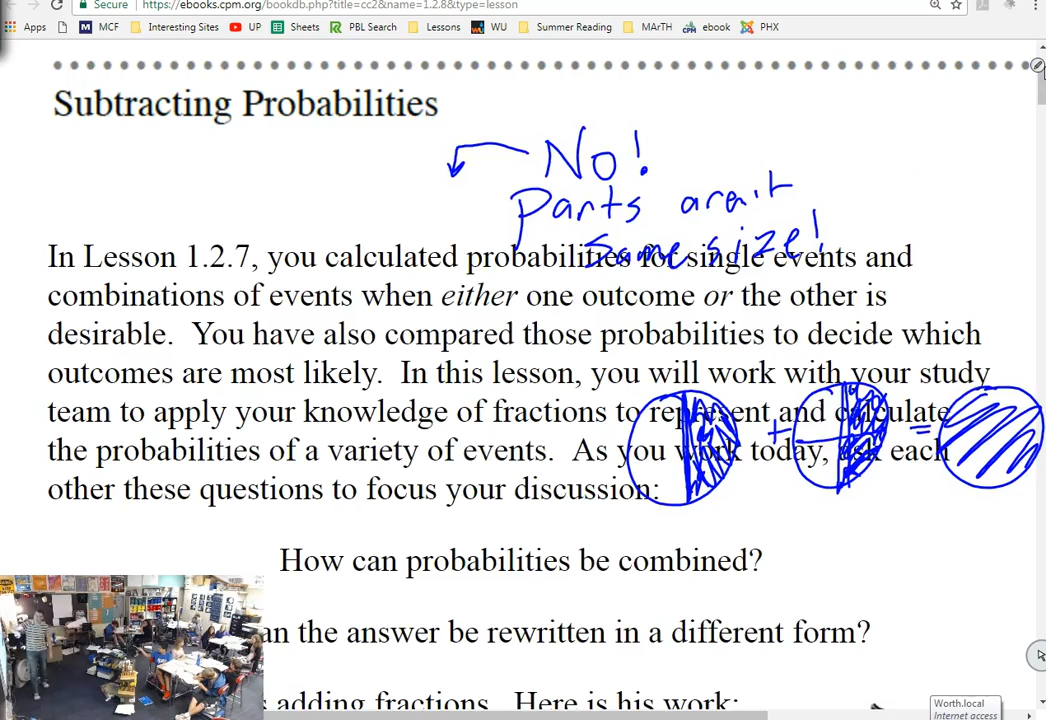 Secure https://ebooks.cpm.org/bookdb.php?title=cc2&name=1.2.8&type=lesson
Apps MCF Interesting Sites UP Sheets PBL Search Lessons WU Summer Reading MArTH CPM ebook PHX
Subtracting Probabilities
No!
Parts aren't
same size!
In Lesson 1.2.7, you calculated probabilities for single events and
combinations of events when either one outcome or the other is
desirable. You have also compared those probabilities to decide which
outcomes are most likely. In this lesson, you will work with your study
team to apply your knowledge of fractions to represent and calculate
the probabilities of a variety of events. As you work today, ask each
other these questions to focus your discussion:
+ =
How can probabilities be combined?
an the answer be rewritten in a different form?
s adding fractions. Here is his work:
Worth.local
Internet access